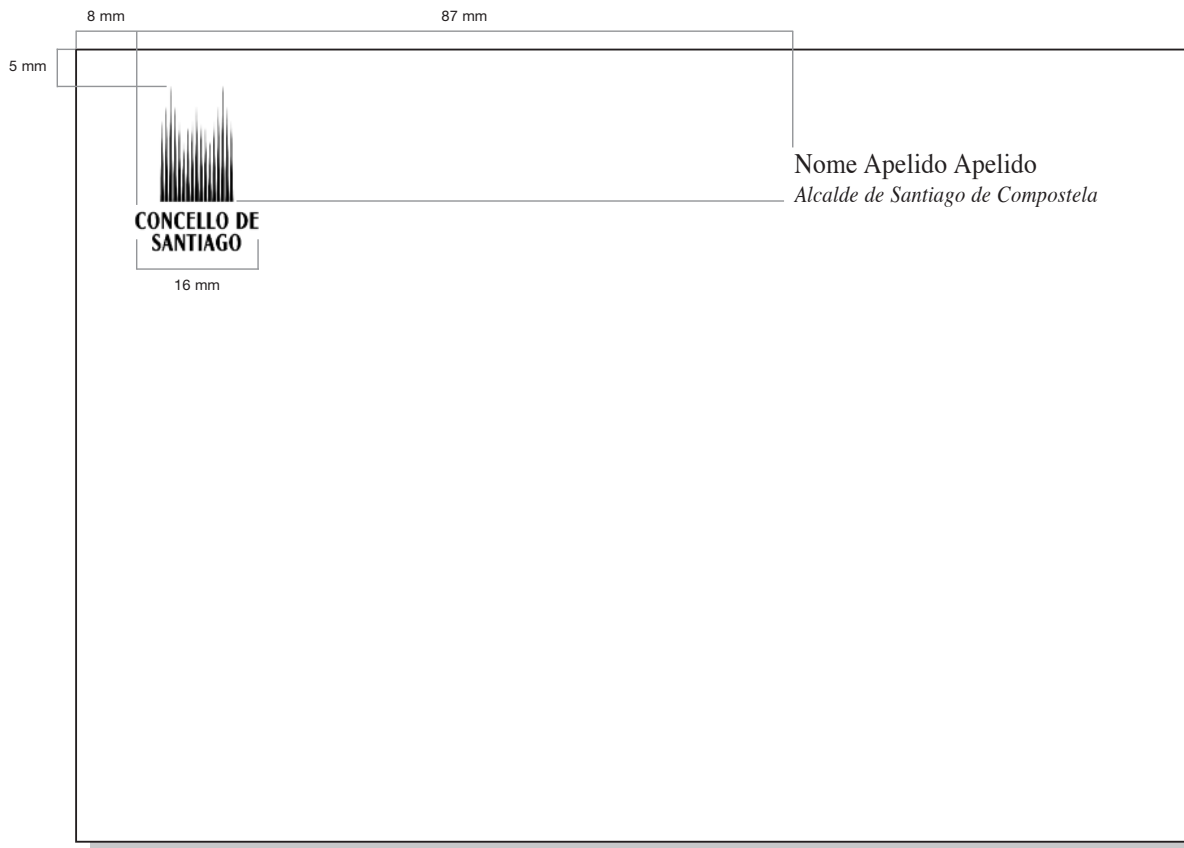 8 mm
87 mm
5 mm
Nome Apelido Apelido
Alcalde de Santiago de Compostela
CONCELLO DE
SANTIAGO
16 mm